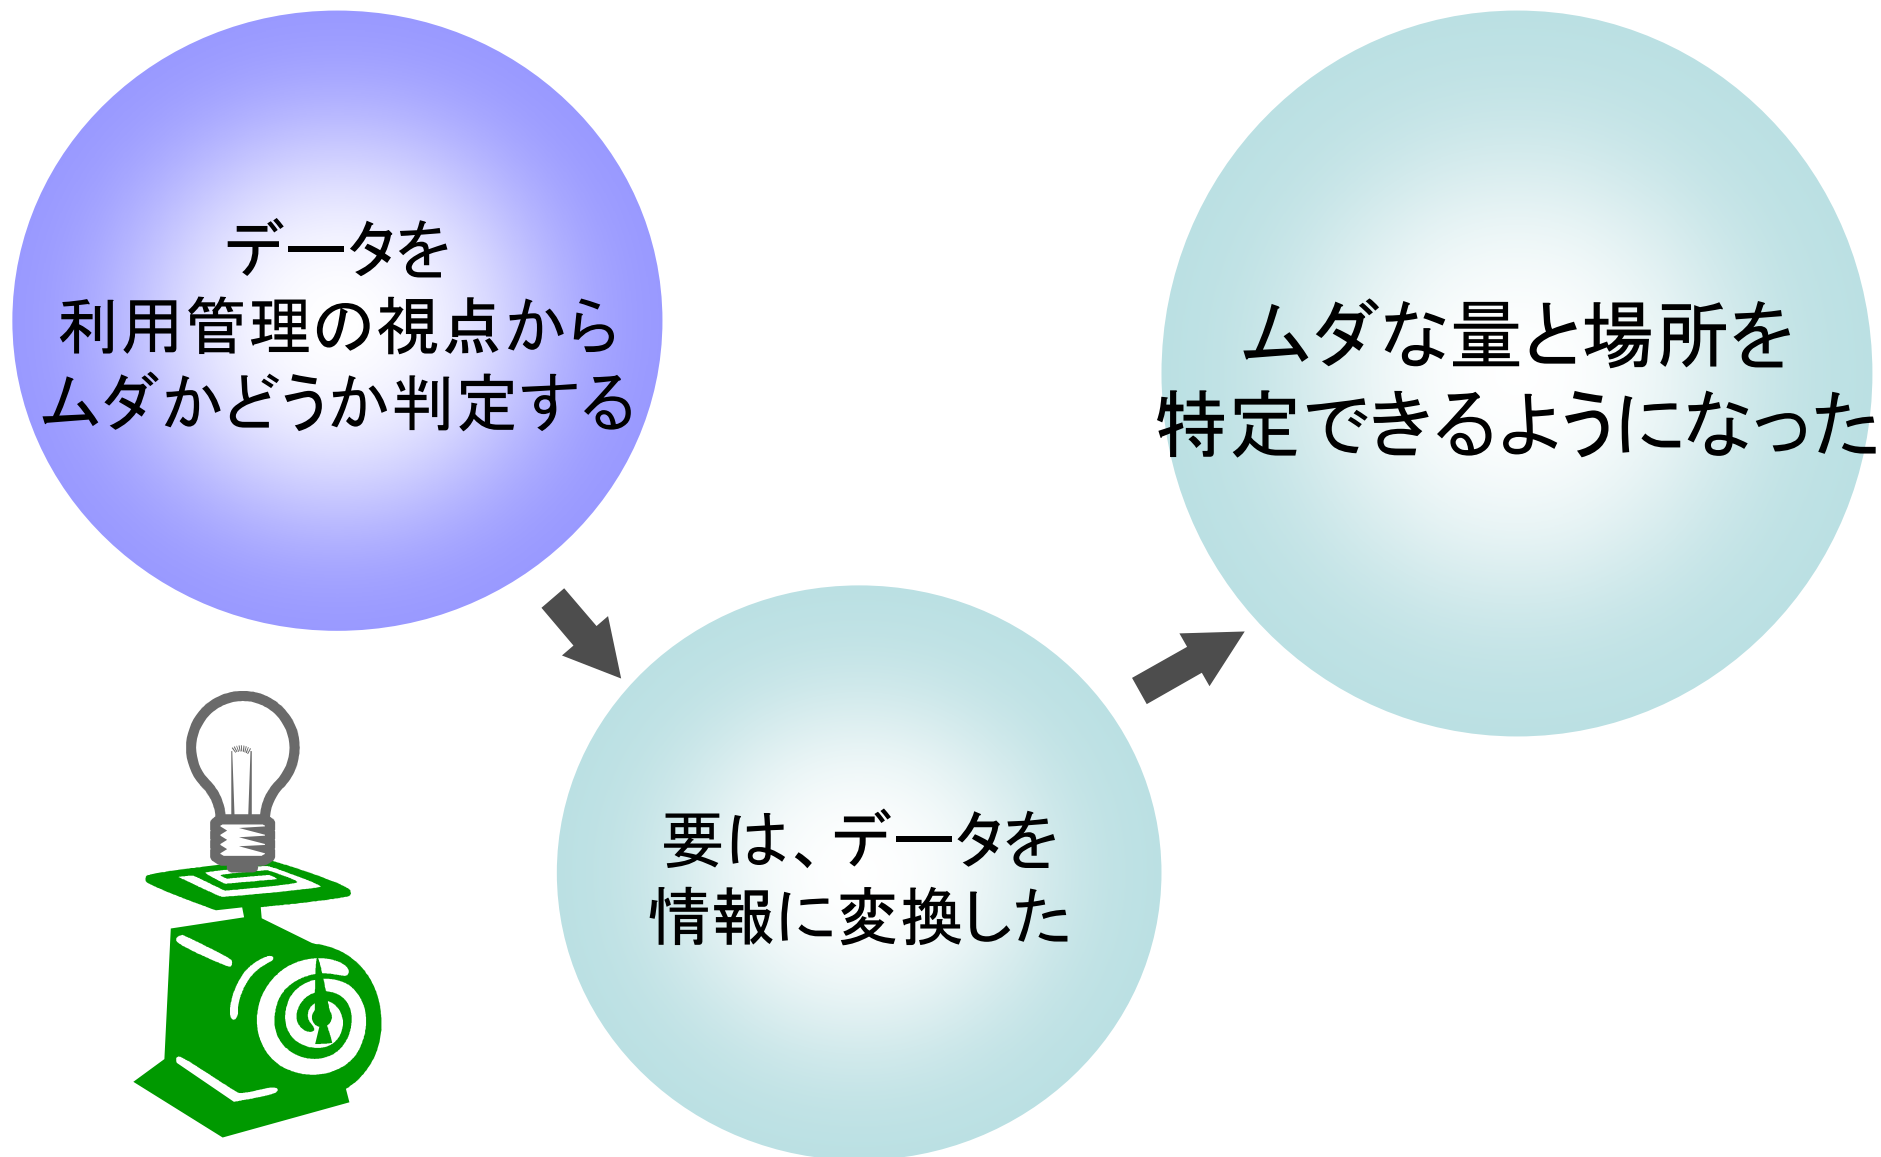 データを
利用管理の視点から
ムダかどうか判定する
要は、データを
情報に変換した
ムダな量と場所を
特定できるようになった